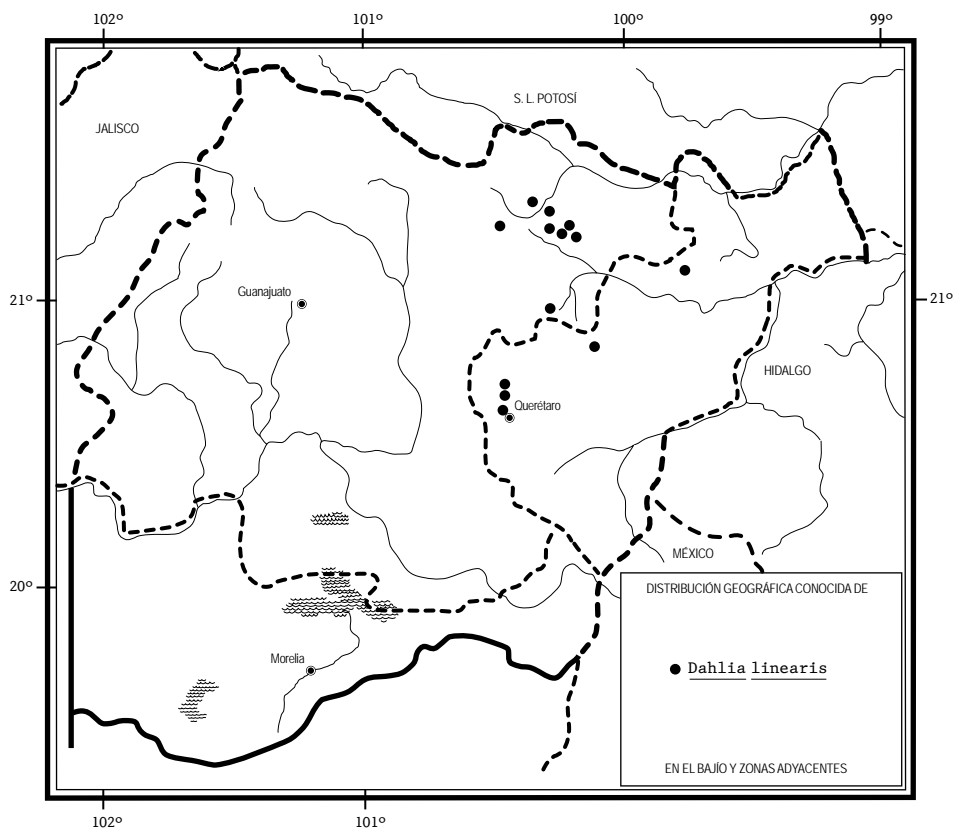 102º 101º 100º 99º
S. L. POTOSÍ
JALISCO
Guanajuato
21º 21º
HIDALGO
Querétaro
MÉXICO
20º
DISTRIBUCIÓN GEOGRÁFICA CONOCIDA DE
Morelia
Dahlia linearis
EN EL BAJÍO Y ZONAS ADYACENTES
102º 101º